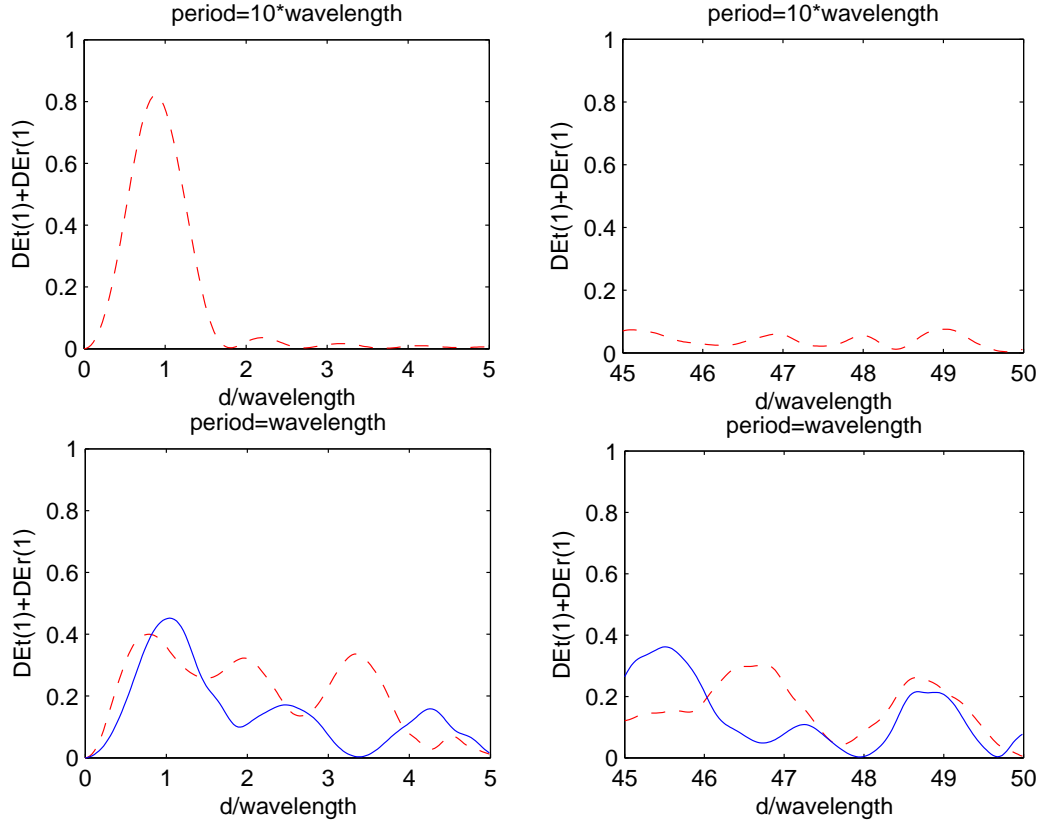 period=10*wavelength
1
0.8
0.6
0.4
0.2
0
0 1 2 3 4 5
DEt(1)+DEr(1)
d/wavelength
period=10*wavelength
1
0.8
0.6
0.4
0.2
0
45 46 47 48 49 50
DEt(1)+DEr(1)
d/wavelength
period=wavelength
1
0.8
0.6
0.4
0.2
0
0 1 2 3 4 5
DEt(1)+DEr(1)
d/wavelength
period=wavelength
1
0.8
0.6
0.4
0.2
0
45 46 47 48 49 50
DEt(1)+DEr(1)
d/wavelength